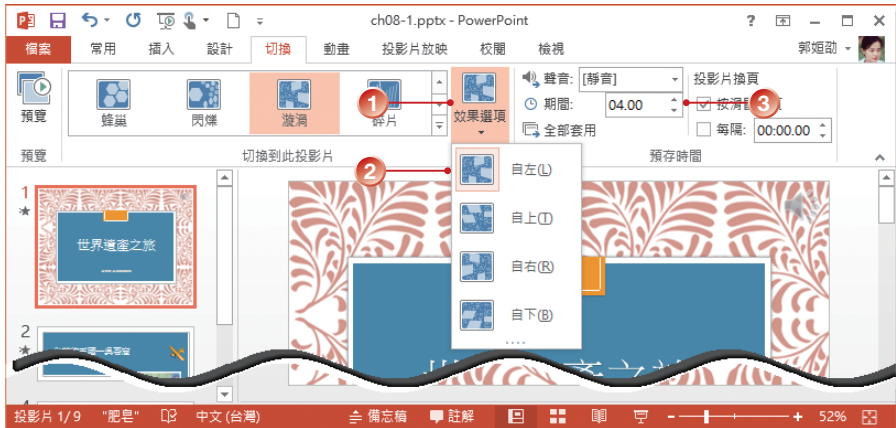 ch08-1.pptx - PowerPoint
檔案 常用 插入 設計 切換 動畫 投影片放映 校閱 檢視 郭姮劭
預覽
蜂巢 閃爍 漩渦 碎片
效果選項
聲音: [靜音]
期間: 04.00
全部套用
投影片換頁
按滑
每隔: 00:00.00
預覽 切換到此投影片 預存時間
1 2 3
自左(L)
自上(T)
自右(R)
自下(B)
1
世界遺產之旅
2
投影片 1/9 "肥皂" 中文 (台灣) 備忘稿 註解 52%